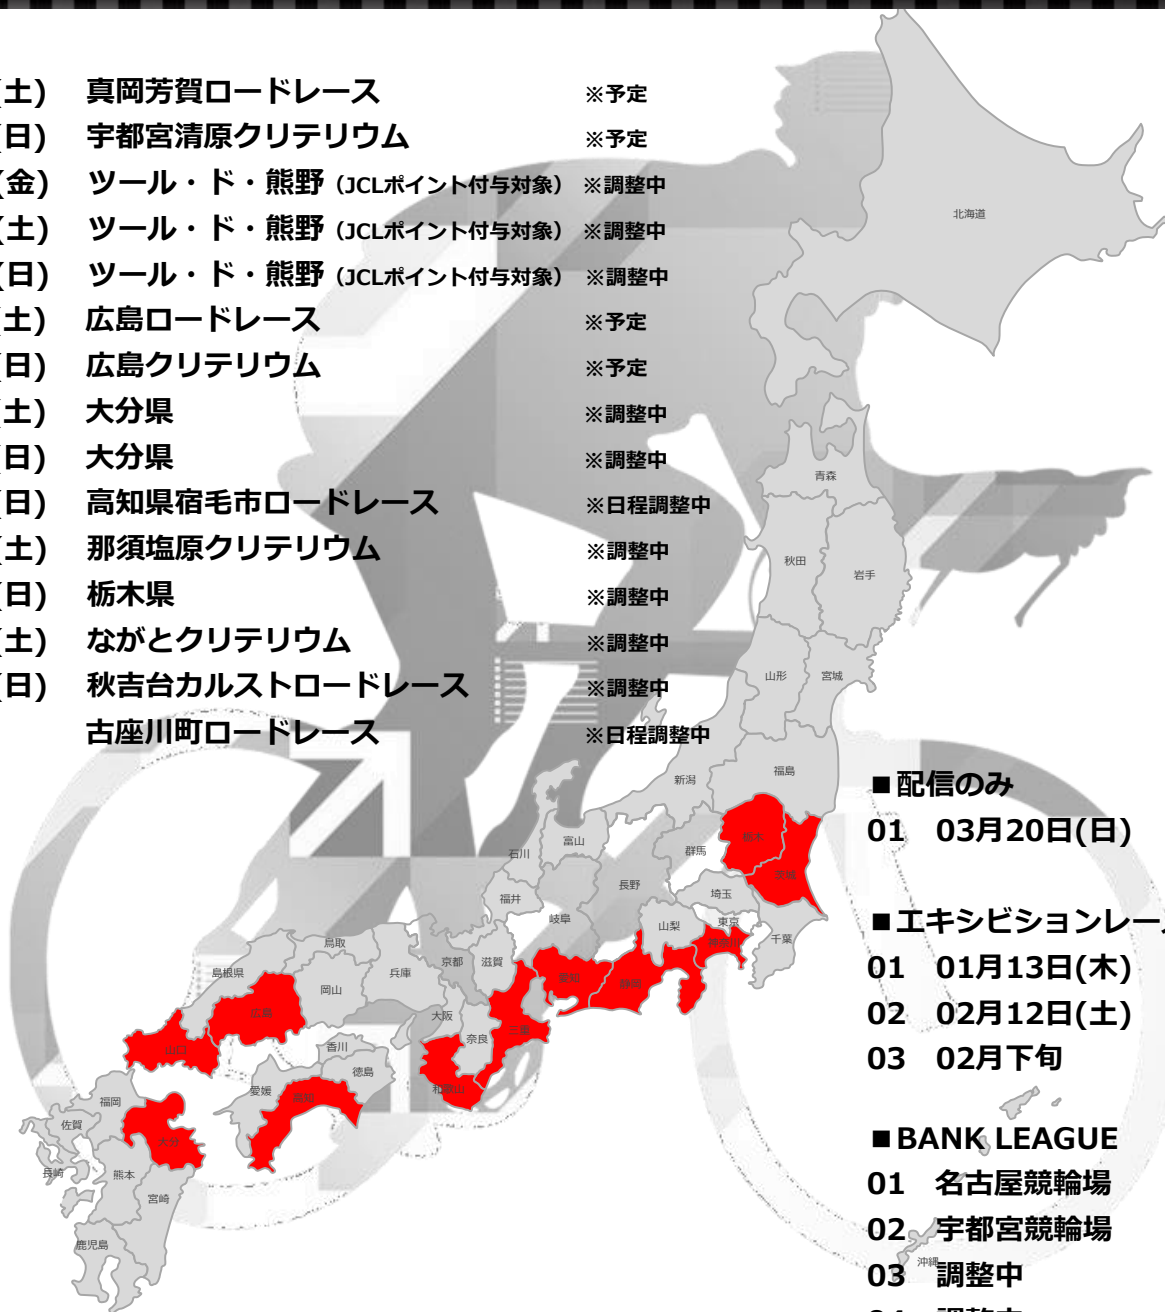 (土) 真岡芳賀ロードレース ※予定
(日) 宇都宮清原クリテリウム ※予定
(金) ツール・ド・熊野（JCLポイント付与対象） ※調整中
(土) ツール・ド・熊野（JCLポイント付与対象） ※調整中
(日) ツール・ド・熊野（JCLポイント付与対象） ※調整中
(土) 広島ロードレース ※予定
(日) 広島クリテリウム ※予定
(土) 大分県 ※調整中
(日) 大分県 ※調整中
(日) 高知県宿毛市ロードレース ※日程調整中
(土) 那須塩原クリテリウム ※調整中
(日) 栃木県 ※調整中
(土) ながとクリテリウム ※調整中
(日) 秋吉台カルストロードレース ※調整中
古座川町ロードレース ※日程調整中
■配信のみ
01 03月20日(日)
■エキシビションレース
01 01月13日(木)
02 02月12日(土)
03 02月下旬
■BANK LEAGUE
01 名古屋競輪場
02 宇都宮競輪場
03 調整中
北海道
青森
秋田
岩手
山形
宮城
福島
新潟
栃木
群馬
茨城
富山
石川
長野
埼玉
福井
岐阜
山梨
東京
千葉
神奈川
鳥取
京都
滋賀
島根県
兵庫
岡山
愛知
静岡
広島
大阪
三重
奈良
山口
香川
徳島
和歌山
愛媛
高知
福岡
佐賀
大分
長崎
熊本
宮崎
鹿児島
沖縄